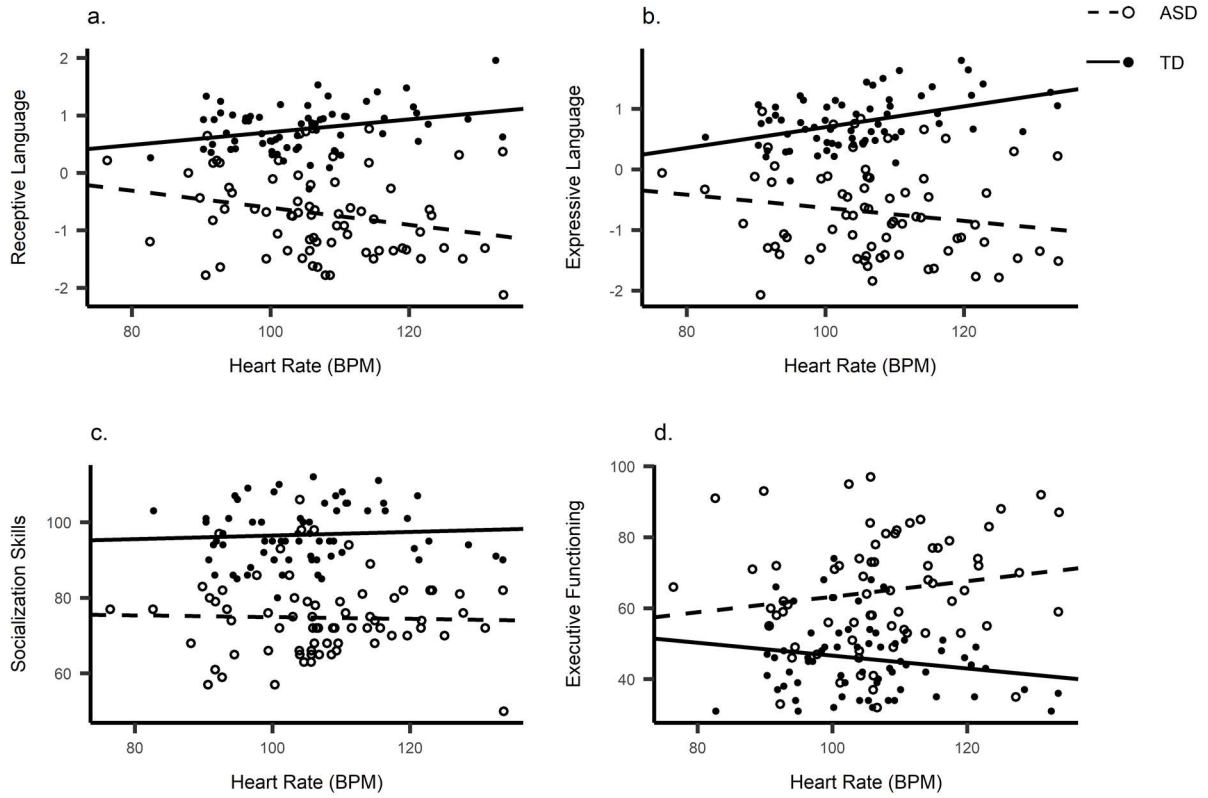 a.
Receptive Language
2
1
0
-1
-2
80 100 120
Heart Rate (BPM)
b.
Expressive Language
1
0
-1
-2
80 100 120
Heart Rate (BPM)
ASD
TD
c.
Socialization Skills
100
80
60
80 100 120
Heart Rate (BPM)
d.
Executive Functioning
100
80
60
40
80 100 120
Heart Rate (BPM)